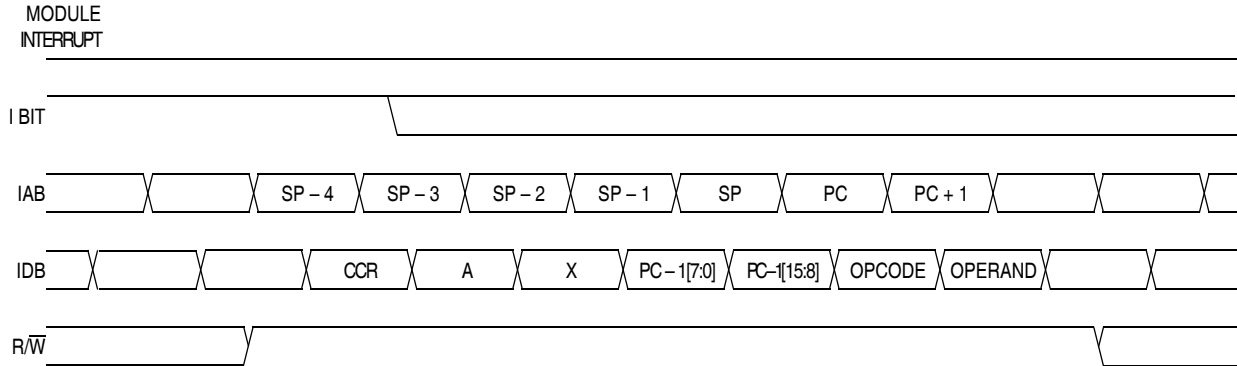 MODULE
INTERRUPT
I BIT
IAB SP – 4 SP – 3 SP – 2 SP – 1 SP PC PC + 1
IDB CCR A X PC – 1[7:0] PC–1[15:8] OPCODE OPERAND
R/W̅